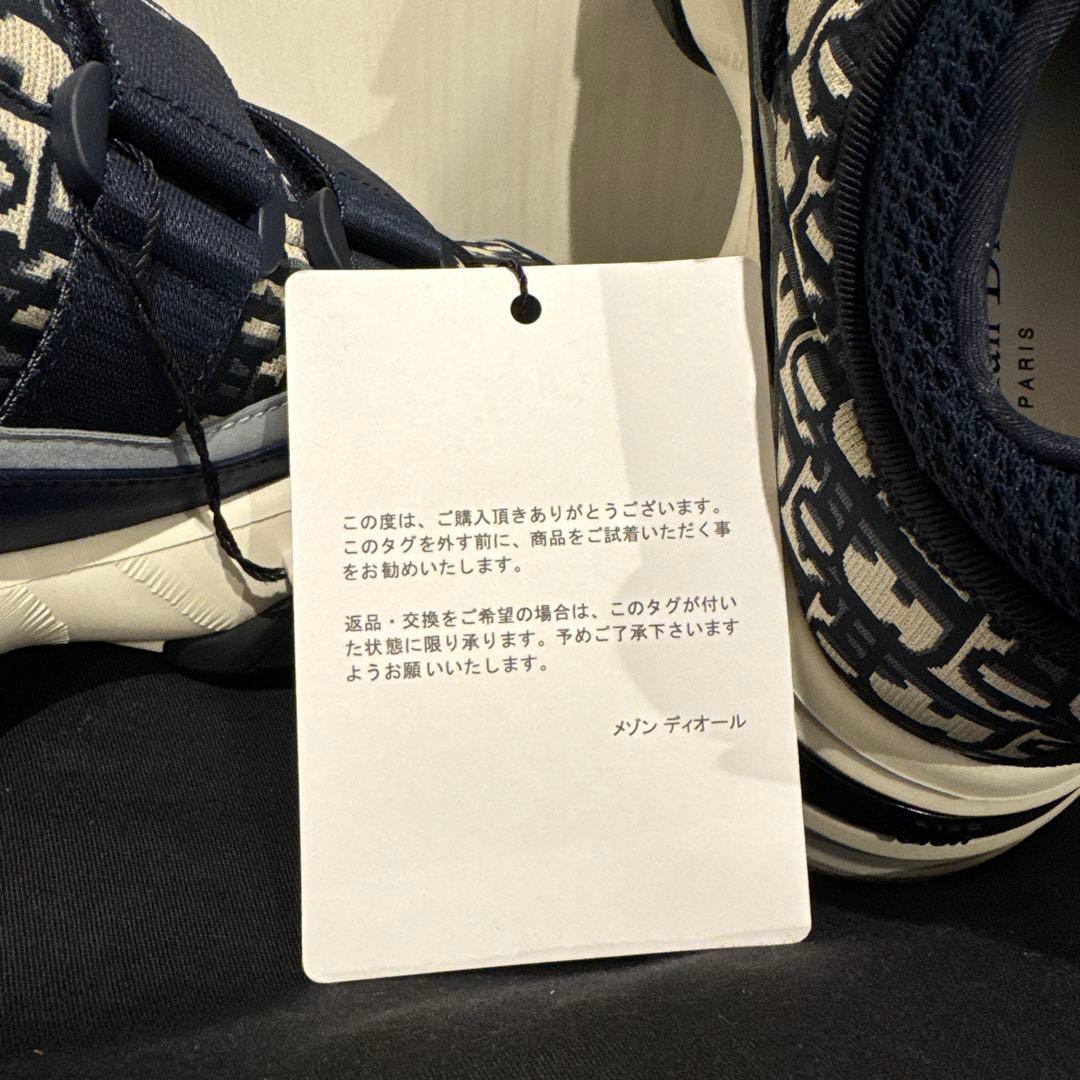 この度は、ご購入頂きありがとうございます。
このタグを外す前に、商品をご試着いただく事
をお勧めいたします。
返品・交換をご希望の場合は、このタグが付い
た状態に限り承ります。予めご了承下さいます
ようお願いいたします。
メゾン ディオール
PARIS